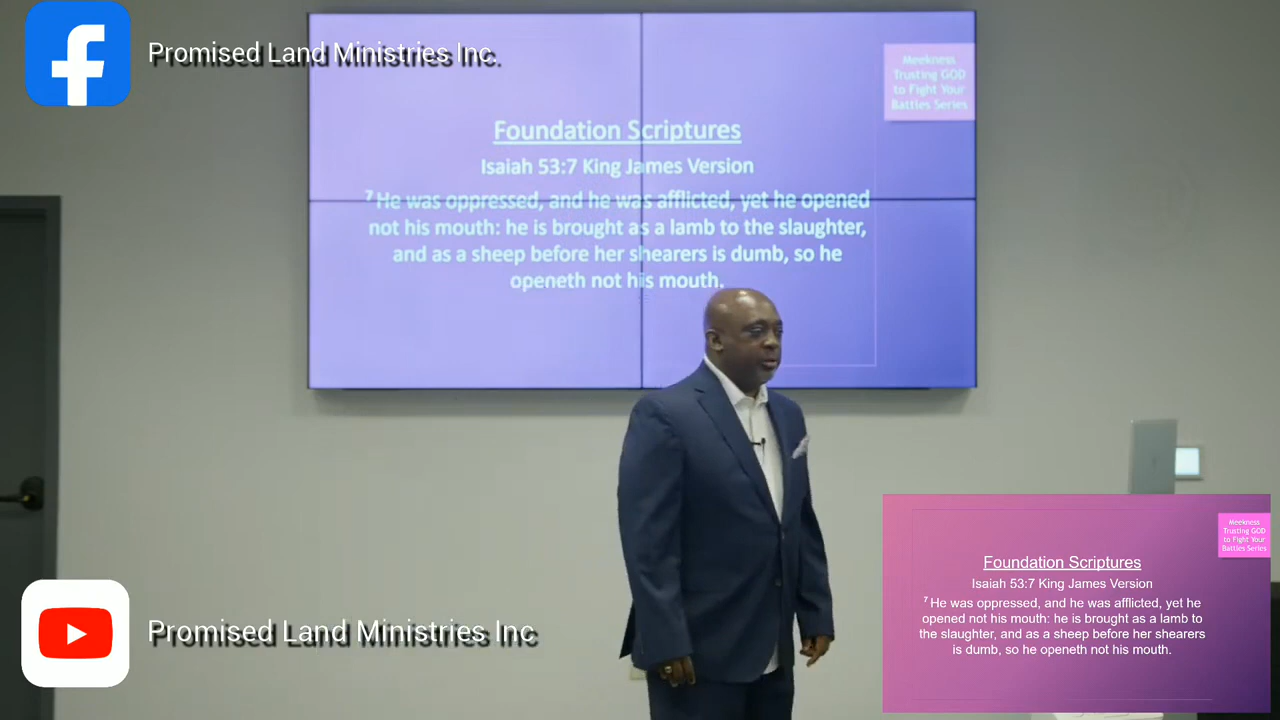 Promised Land Ministries Inc.
Meekness
Trusting GOD
to Fight Your
Battles Series
Foundation Scriptures
Isaiah 53:7 King James Version
7 He was oppressed, and he was afflicted, yet he opened
not his mouth: he is brought as a lamb to the slaughter,
and as a sheep before her shearers is dumb, so he
openeth not his mouth.
Meekness
Trusting GOD
to Fight Your
Battles Series
Foundation Scriptures
Isaiah 53:7 King James Version
7 He was oppressed, and he was afflicted, yet he
opened not his mouth: he is brought as a lamb to
the slaughter, and as a sheep before her shearers
is dumb, so he openeth not his mouth.
Promised Land Ministries Inc